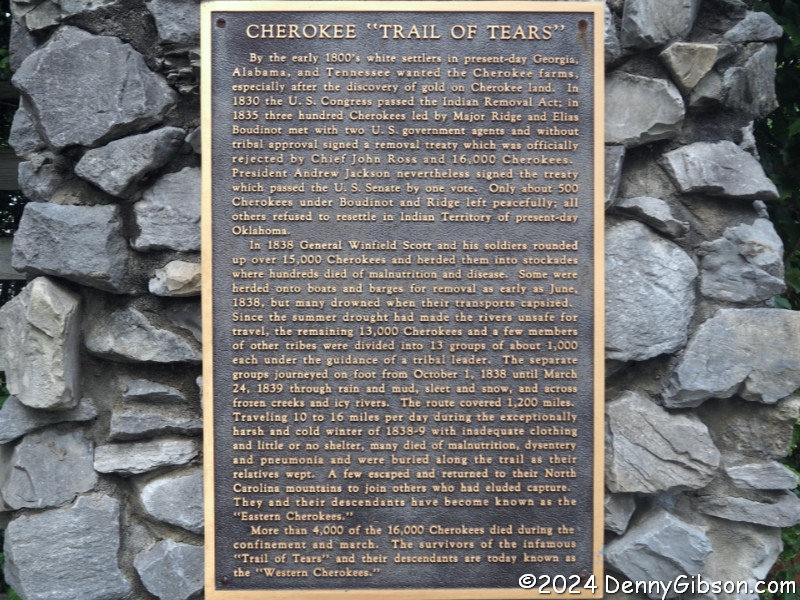 CHEROKEE "TRAIL OF TEARS"
By the early 1800's white settlers in present-day Georgia,
Alabama, and Tennessee wanted the Cherokee farms,
especially after the discovery of gold on Cherokee land. In
1830 the U. S. Congress passed the Indian Removal Act; in
1835 three hundred Cherokees led by Major Ridge and Elias
Boudinot met with two U. S. government agents and without
tribal approval signed a removal treaty which was officially
rejected by Chief John Ross and 16,000 Cherokees.
President Andrew Jackson nevertheless signed the treaty
which passed the U. S. Senate by one vote. Only about 500
Cherokees under Boudinot and Ridge left peacefully; all
others refused to resettle in Indian Territory of present-day
Oklahoma.
In 1838 General Winfield Scott and his soldiers rounded
up over 15,000 Cherokees and herded them into stockades
where hundreds died of malnutrition and disease. Some were
herded onto boats and barges for removal as early as June,
1838, but many drowned when their transports capsized.
Since the summer drought had made the rivers unsafe for
travel, the remaining 13,000 Cherokees and a few members
of other tribes were divided into 13 groups of about 1,000
each under the guidance of a tribal leader. The separate
groups journeyed on foot from October 1, 1838 until March
24, 1839 through rain and mud, sleet and snow, and across
frozen creeks and icy rivers. The route covered 1,200 miles.
Traveling 10 to 16 miles per day during the exceptionally
harsh and cold winter of 1838-9 with inadequate clothing
and little or no shelter, many died of malnutrition, dysentery
and pneumonia and were buried along the trail as their
relatives wept. A few escaped and returned to their North
Carolina mountains to join others who had eluded capture.
They and their descendants have become known as the
"Eastern Cherokees."
More than 4,000 of the 16,000 Cherokees died during the
confinement and march. The survivors of the infamous
"Trail of Tears" and their descendants are today known as
the "Western Cherokees."
©2024 DennyGibson.com